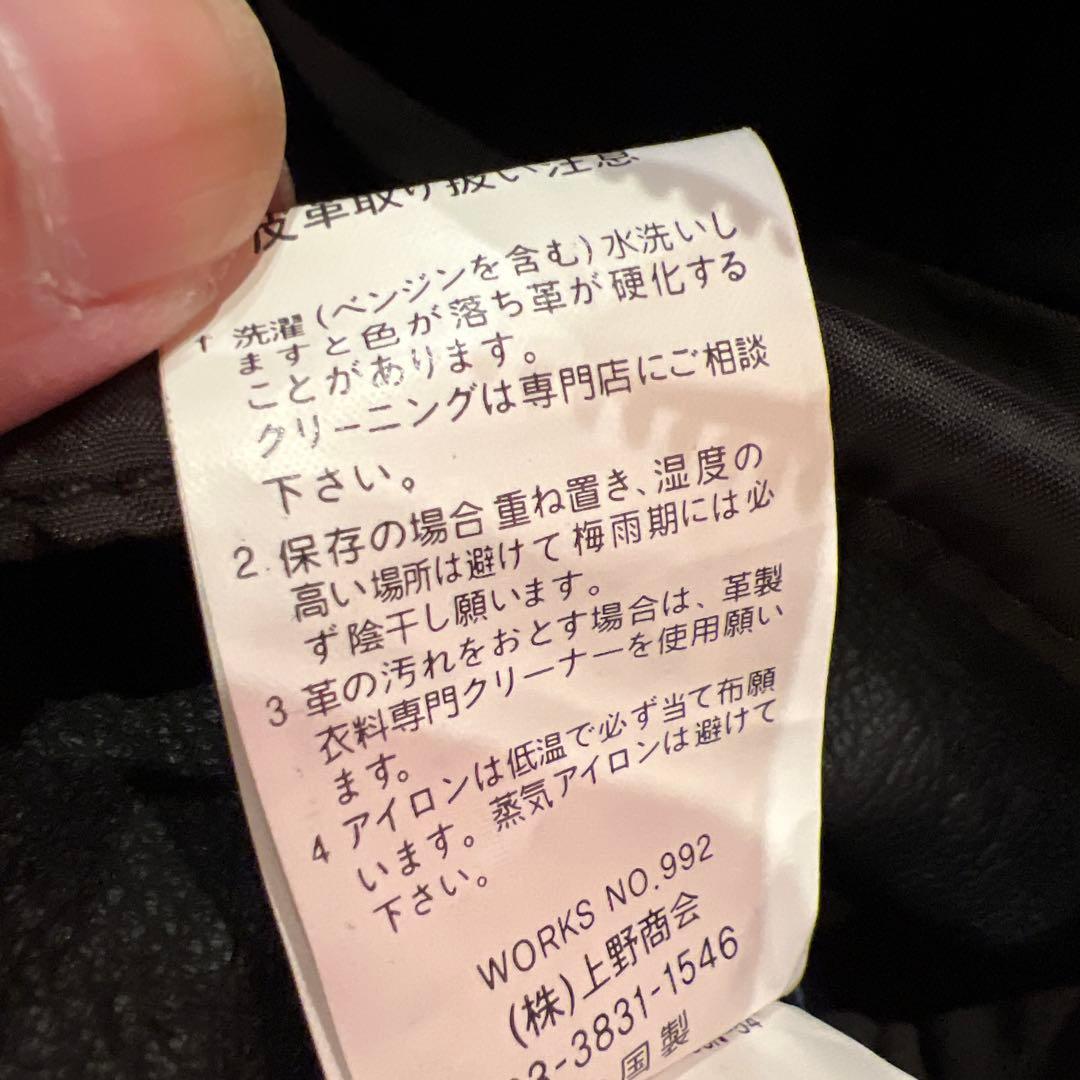 皮革取り扱い注意
1 洗濯(ベンジンを含む)水洗いし
ますと色が落ち革が硬化する
ことがあります。
クリーニングは専門店にご相談
下さい。
2. 保存の場合重ね置き、湿度の
高い場所は避けて梅雨期には必
ず陰干し願います。
3 革の汚れをおとす場合は、革製
衣料専門クリーナーを使用願い
ます。
4 アイロンは低温で必ず当て布願
います。蒸気アイロンは避けて
下さい。
WORKS NO.992
(株)上野商会
03-3831-1546
国製